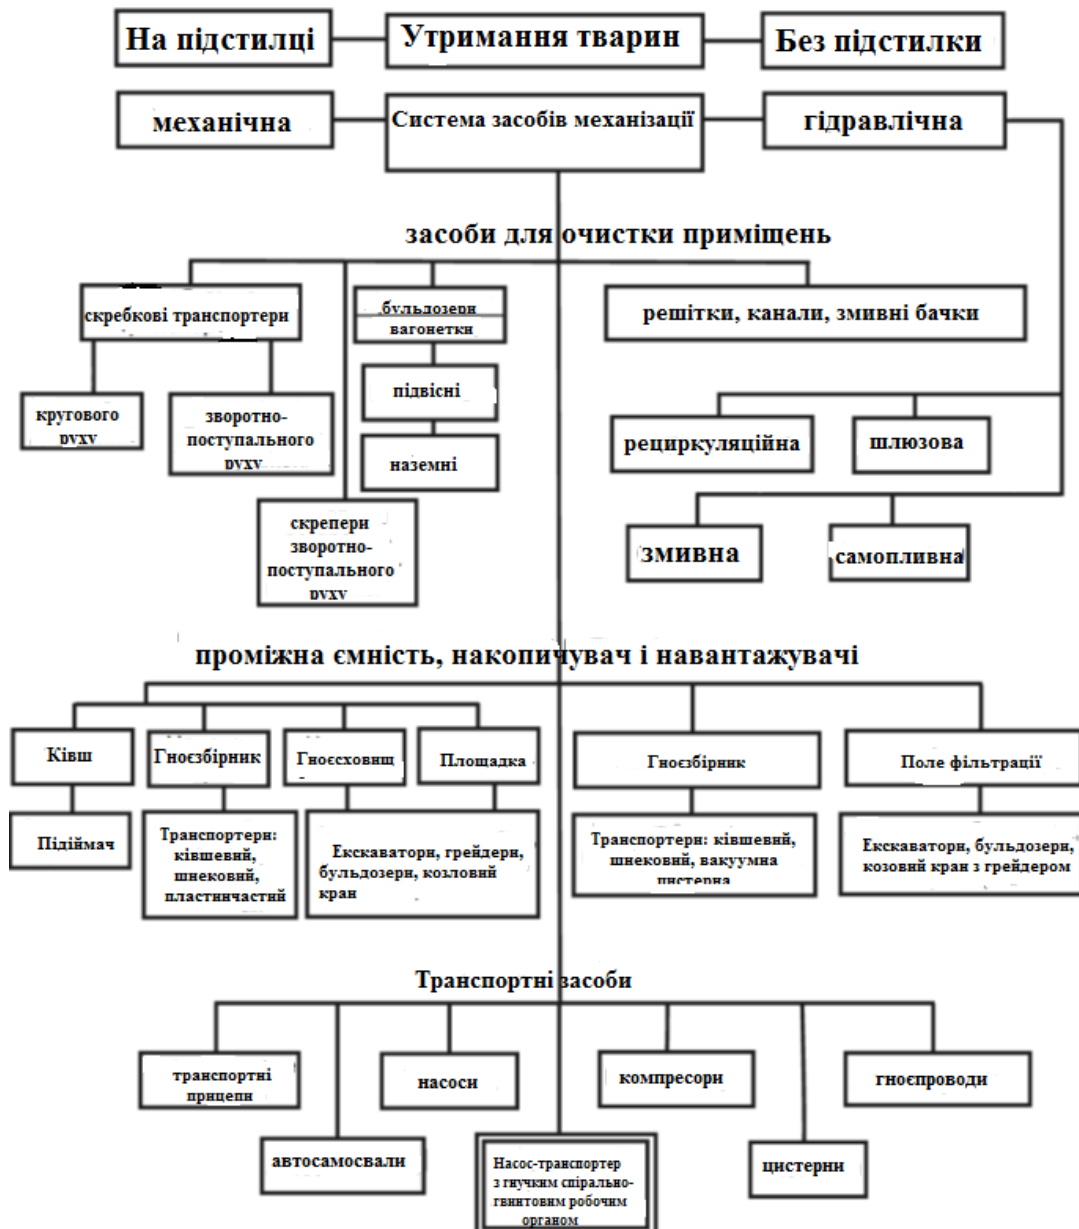 На підстилці
Утримання тварин
Без підстилки
механічна
Система засобів механізації
гідравлічна
засоби для очистки приміщень
скребкові транспортери
бульдозери
вагонетки
решітки, канали, змивні бачки
підвісні
наземні
кругового
руху
зворотно-
поступального
руху
рециркуляційна
шлюзова
скрепери
зворотно-
поступального
руху
змивна
самопливна
проміжна ємність, накопичувач і навантажувачі
Ківш
Гноєзбірник
Гноєсховищ
Площадка
Гноєзбірник
Поле фільтрації
Підіймач
Транспортери:
ківшевий,
шнековий,
пластинчастий
Екскаватори, грейдери,
бульдозери, козловий
кран
Транспортери: ківшевий,
шнековий, вакуумна
цистерна
Екскаватори, бульдозери,
козовий кран з грейдером
Транспортні засоби
транспортні
прицепи
насоси
компресори
гноєпроводи
автосамосвали
Насос-транспортер
з гнучким спірально-
гвинтовим робочим
органом
цистерни